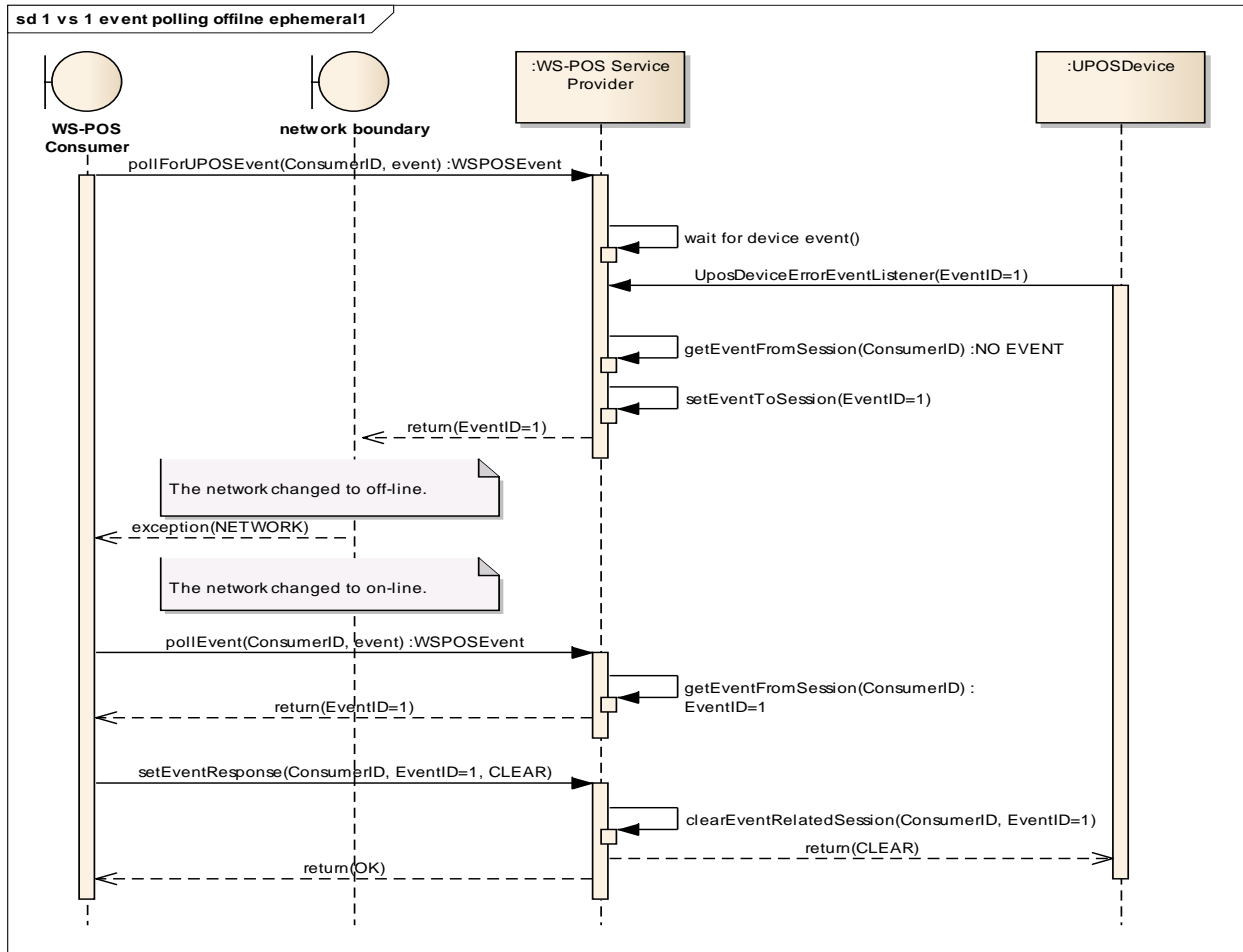 sd 1 vs 1 event polling offilne ephemeral1
:WS-POS Service
Provider
:UPOSDevice
WS-POS
Consumer
network boundary
pollForUPOSEvent(ConsumerID, event) :WSPOSEvent
wait for device event()
UposDeviceErrorEventListener(EventID=1)
getEventFromSession(ConsumerID) :NO EVENT
setEventToSession(EventID=1)
return(EventID=1)
The network changed to off-line.
exception(NETWORK)
The network changed to on-line.
pollEvent(ConsumerID, event) :WSPOSEvent
getEventFromSession(ConsumerID) :
EventID=1
return(EventID=1)
setEventResponse(ConsumerID, EventID=1, CLEAR)
clearEventRelatedSession(ConsumerID, EventID=1)
return(CLEAR)
return(OK)